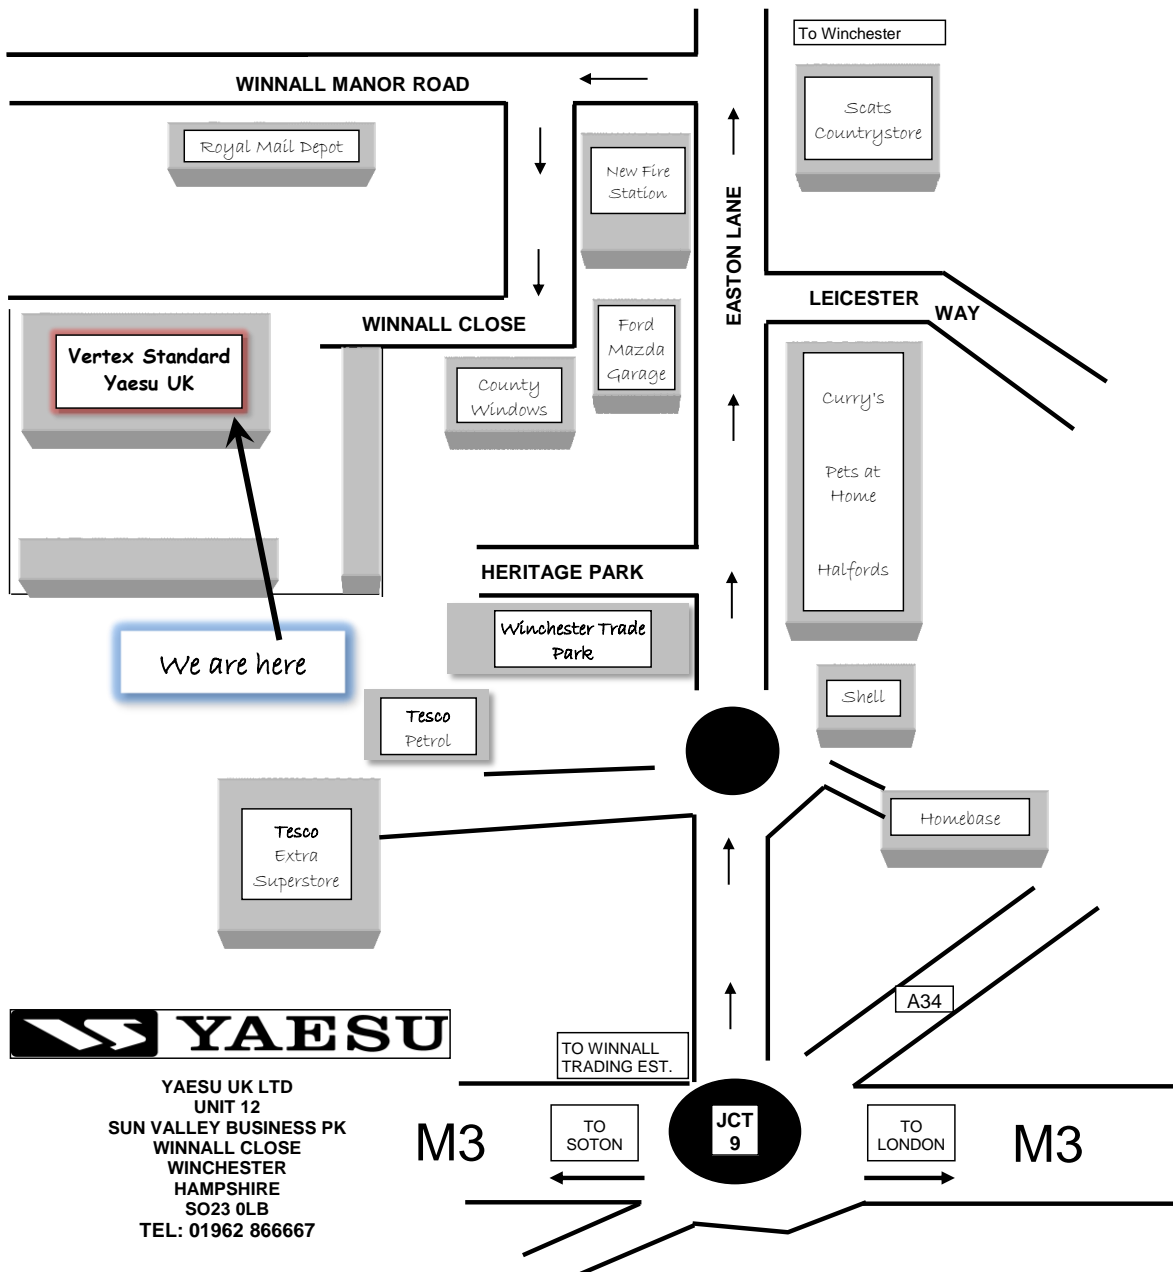 To Winchester
WINNALL MANOR ROAD
Scats
Countrystore
Royal Mail Depot
New Fire
Station
EASTON LANE
LEICESTER
WAY
WINNALL CLOSE
Ford
Mazda
Garage
Vertex Standard
Yaesu UK
County
Windows
Curry's
Pets at
Home
Halfords
HERITAGE PARK
Winchester Trade
Park
We are here
Shell
Tesco
Petrol
Homebase
Tesco
Extra
Superstore
A34
YAESU
TO WINNALL
TRADING EST.
YAESU UK LTD
UNIT 12
SUN VALLEY BUSINESS PK
WINNALL CLOSE
WINCHESTER
HAMPSHIRE
SO23 0LB
TEL: 01962 866667
M3
TO
SOTON
JCT
9
TO
LONDON
M3